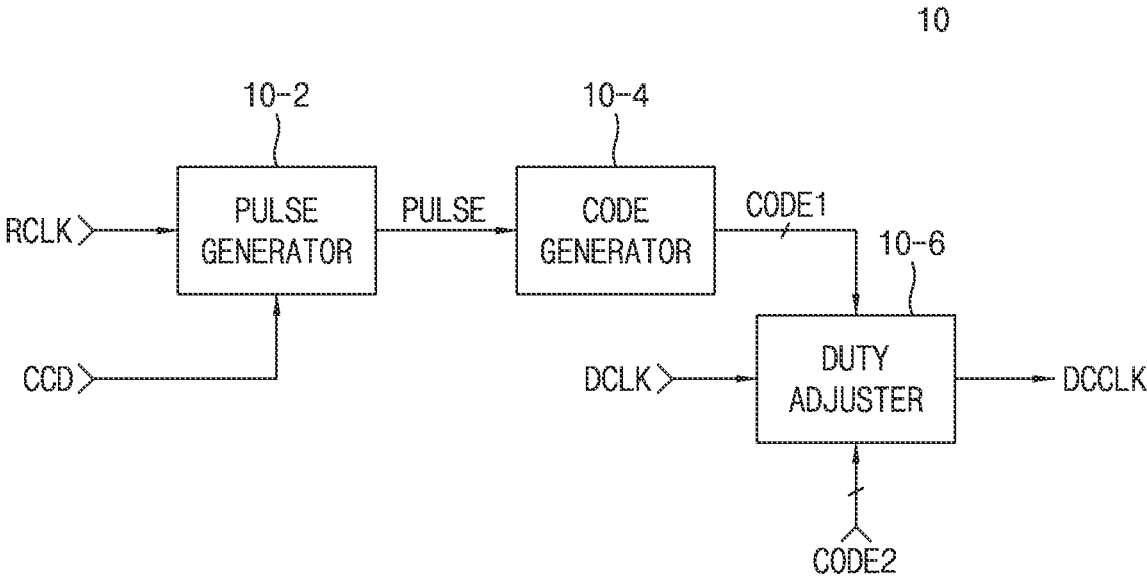 10
10-2
10-4
PULSE
GENERATOR
CODE
GENERATOR
RCLK
PULSE
CODE1
10-6
CCD
DCLK
DUTY
ADJUSTER
DCCLK
CODE2